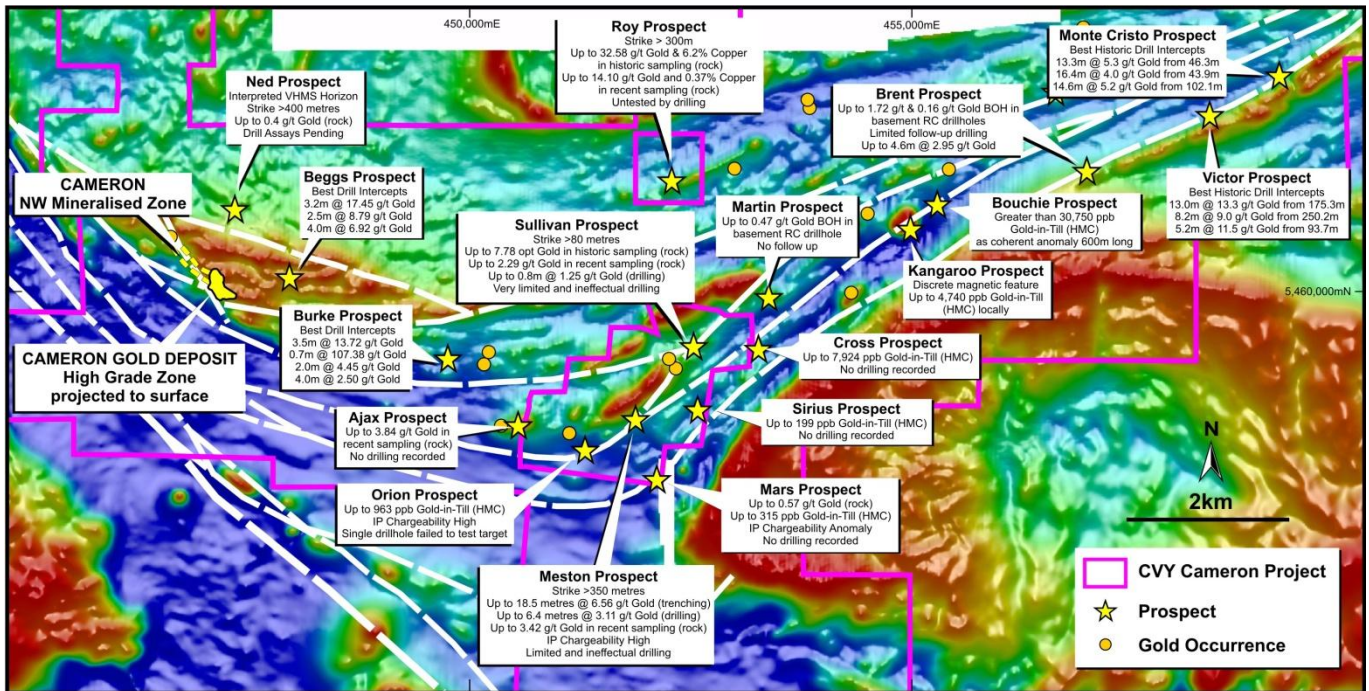 450,000mE
455,000mE
Roy Prospect
Strike > 300m
Up to 32.58 g/t Gold & 6.2% Copper
in historic sampling (rock)
Up to 14.10 g/t Gold and 0.37% Copper
in recent sampling (rock)
Untested by drilling
Monte Cristo Prospect
Best Historic Drill Intercepts
13.3m @ 5.3 g/t Gold from 46.3m
16.4m @ 4.0 g/t Gold from 43.9m
14.6m @ 5.2 g/t Gold from 102.1m
Ned Prospect
Interpreted VHMS Horizon
Strike >400 metres
Up to 0.4 g/t Gold (rock)
Drill Assays Pending
Brent Prospect
Up to 1.72 g/t & 0.16 g/t Gold BOH in
basement RC drillholes
Limited follow-up drilling
Up to 4.6m @ 2.95 g/t Gold
CAMERON
NW Mineralised Zone
Beggs Prospect
Best Drill Intercepts
3.2m @ 17.45 g/t Gold
2.5m @ 8.79 g/t Gold
4.0m @ 6.92 g/t Gold
Victor Prospect
Best Historic Drill Intercepts
13.0m @ 13.3 g/t Gold from 175.3m
8.2m @ 9.0 g/t Gold from 250.2m
5.2m @ 11.5 g/t Gold from 93.7m
Martin Prospect
Up to 0.47 g/t Gold BOH in
basement RC drillhole
No follow up
Bouchie Prospect
Greater than 30,750 ppb
Gold-in-Till (HMC)
as coherent anomaly 600m long
Sullivan Prospect
Strike >80 metres
Up to 7.78 opt Gold in historic sampling (rock)
Up to 2.29 g/t Gold in recent sampling (rock)
Up to 0.8m @ 1.25 g/t Gold (drilling)
Very limited and ineffectual drilling
Kangaroo Prospect
Discrete magnetic feature
Up to 4,740 ppb Gold-in-Till
(HMC) locally
5,460,000mN
Burke Prospect
Best Drill Intercepts
3.5m @ 13.72 g/t Gold
0.7m @ 107.38 g/t Gold
2.0m @ 4.45 g/t Gold
4.0m @ 2.50 g/t Gold
CAMERON GOLD DEPOSIT
High Grade Zone
projected to surface
Cross Prospect
Up to 7,924 ppb Gold-in-Till (HMC)
No drilling recorded
Ajax Prospect
Up to 3.84 g/t Gold in
recent sampling (rock)
No drilling recorded
Sirius Prospect
Up to 199 ppb Gold-in-Till (HMC)
No drilling recorded
Orion Prospect
Up to 963 ppb Gold-in-Till (HMC)
IP Chargeability High
Single drillhole failed to test target
Mars Prospect
Up to 0.57 g/t Gold (rock)
Up to 315 ppb Gold-in-Till (HMC)
IP Chargeability Anomaly
No drilling recorded
Meston Prospect
Strike >350 metres
Up to 18.5 metres @ 6.56 g/t Gold (trenching)
Up to 6.4 metres @ 3.11 g/t Gold (drilling)
Up to 3.42 g/t Gold in recent sampling (rock)
IP Chargeability High
Limited and ineffectual drilling
N
2km
CVY Cameron Project
Prospect
Gold Occurrence